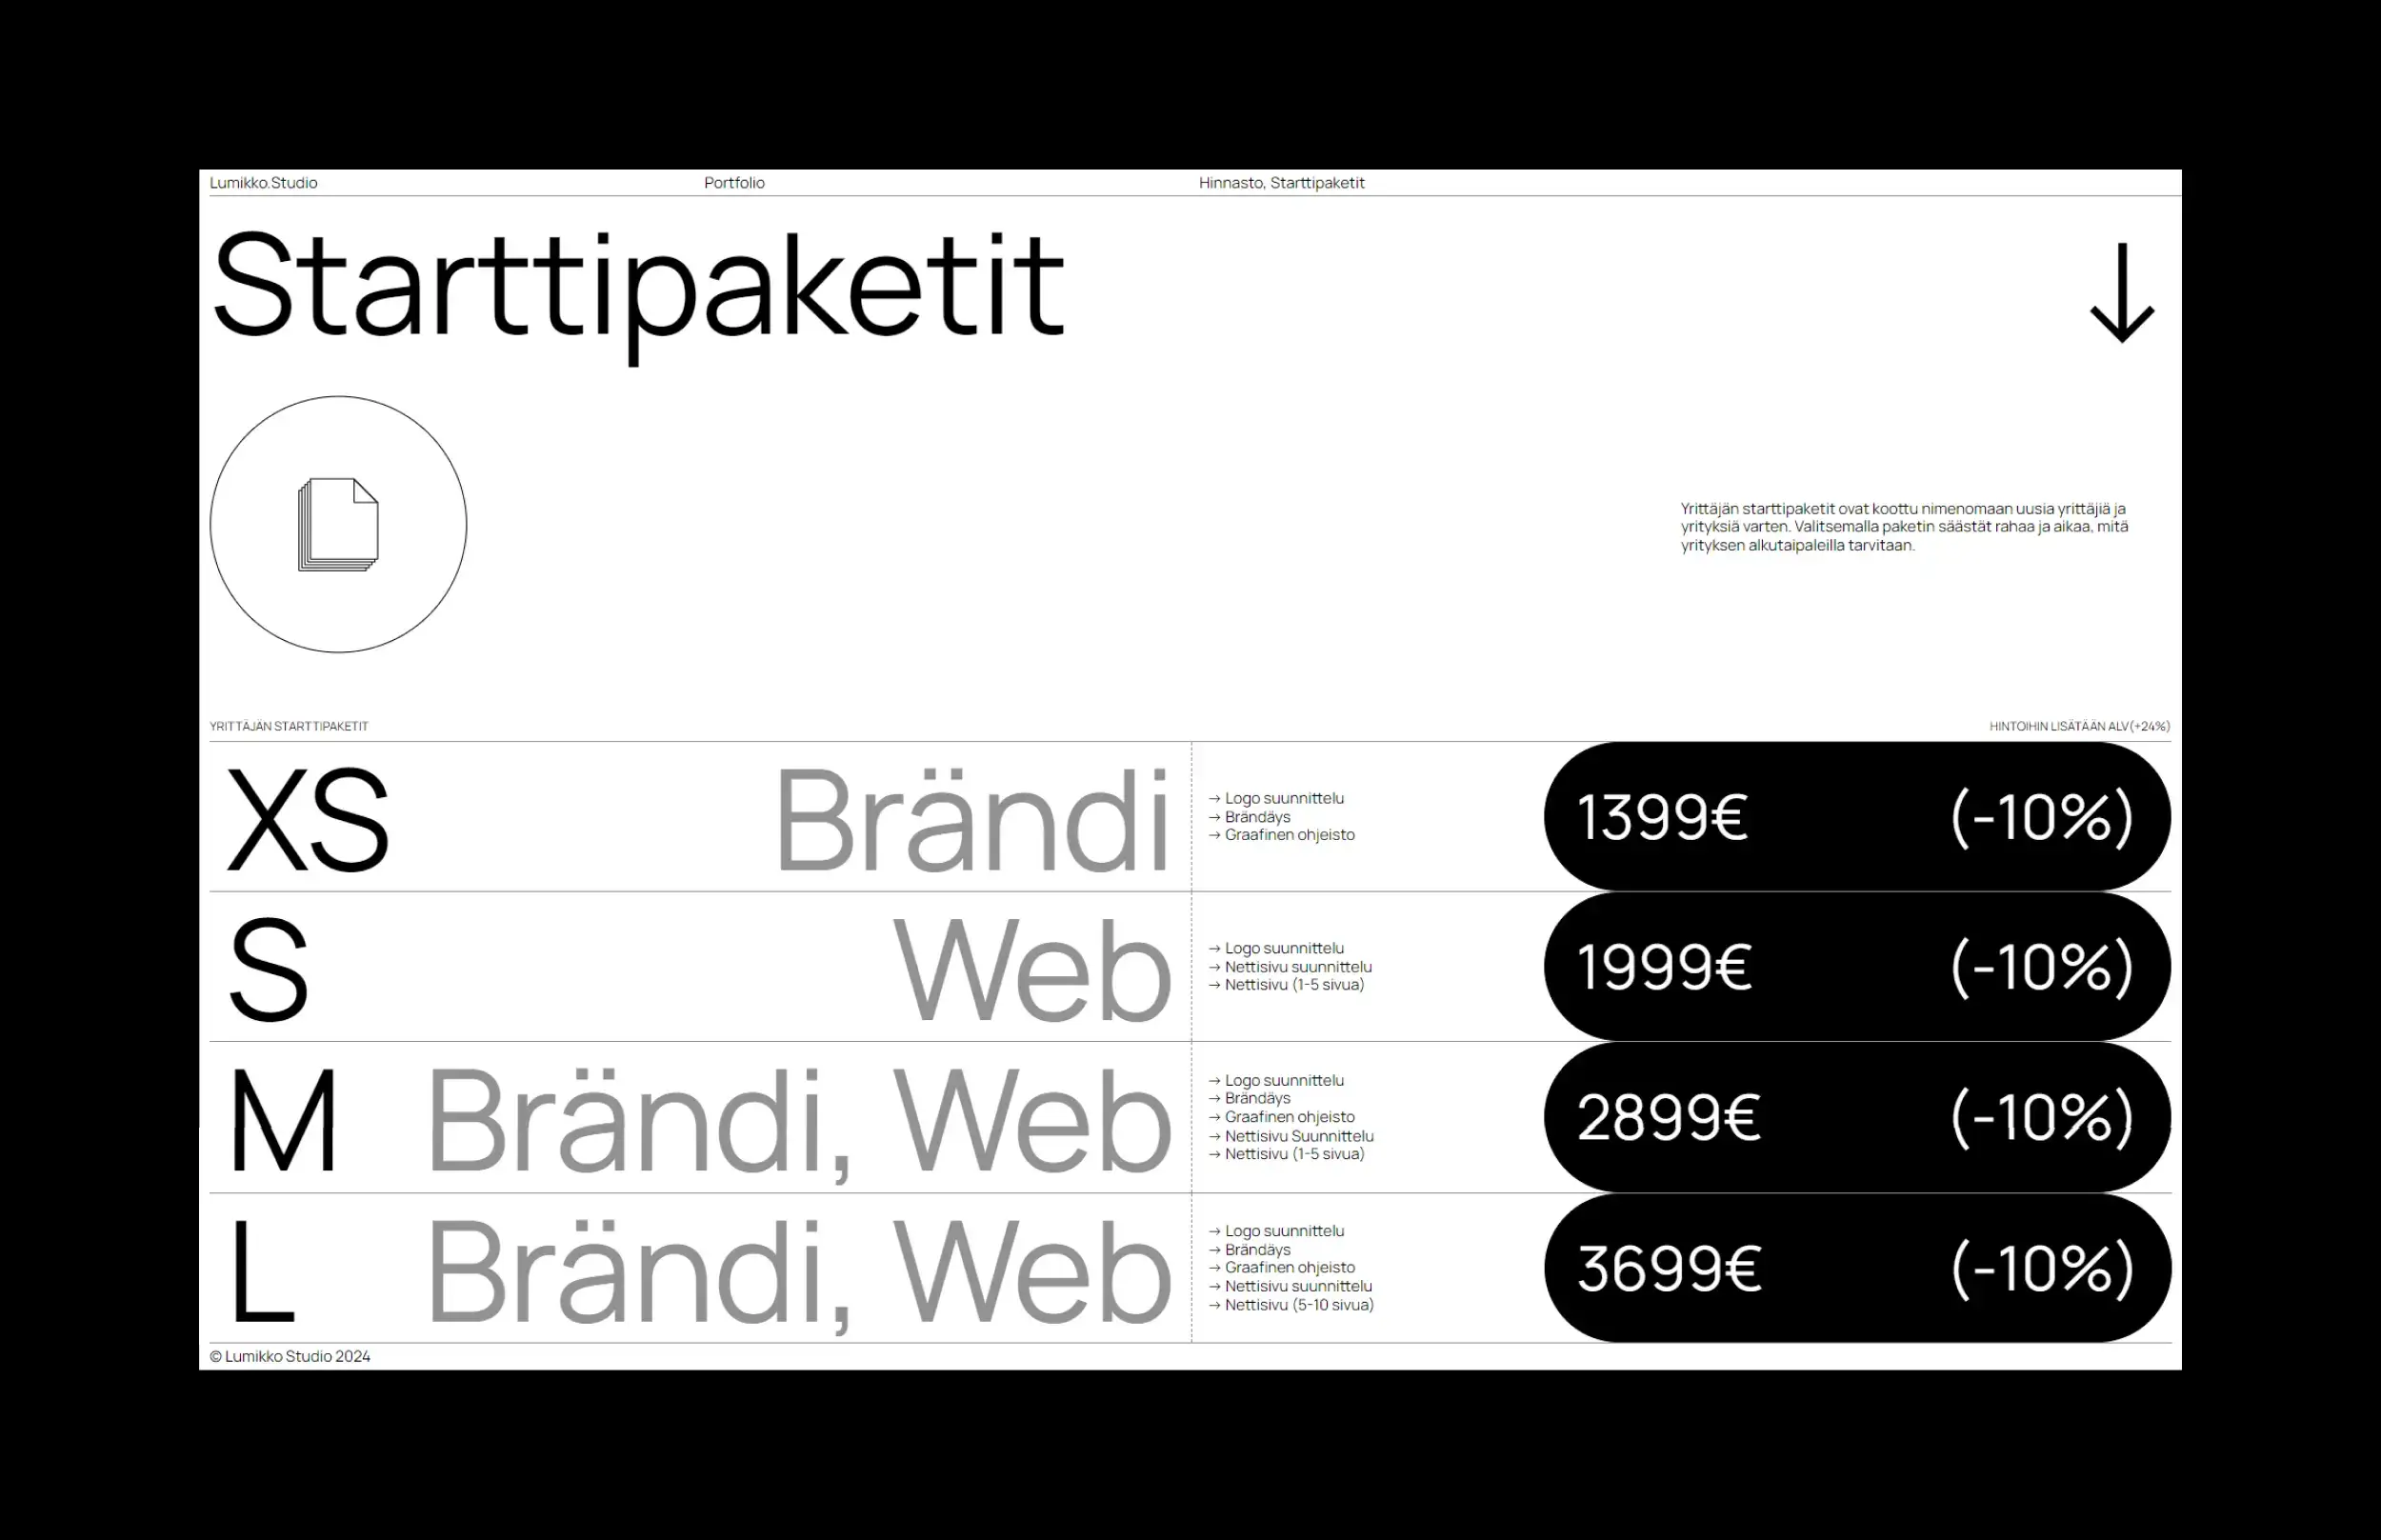 Lumikko.Studio
Portfolio
Hinnasto, Starttipaketit
Starttipaketit
Yrittäjän starttipaketit ovat koottu nimenomaan uusia yrittäjiä ja
yrityksiä varten. Valitsemalla paketin säästät rahaa ja aikaa, mitä
yrityksen alkutaipaleilla tarvitaan.
YRITTÄJÄN STARTTIPAKETIT
HINTOIHIN LISÄTÄÄN ALV(+24%)
XS
Brändi
→ Logo suunnittelu
→ Brändäys
→ Graafinen ohjeisto
1399€
(-10%)
S
Web
→ Logo suunnittelu
→ Nettisivu suunnittelu
→ Nettisivu (1-5 sivua)
1999€
(-10%)
M
Brändi, Web
→ Logo suunnittelu
→ Brändäys
→ Graafinen ohjeisto
→ Nettisivu Suunnittelu
→ Nettisivu (1-5 sivua)
2899€
(-10%)
L
Brändi, Web
→ Logo suunnittelu
→ Brändäys
→ Graafinen ohjeisto
→ Nettisivu suunnittelu
→ Nettisivu (5-10 sivua)
3699€
(-10%)
© Lumikko Studio 2024